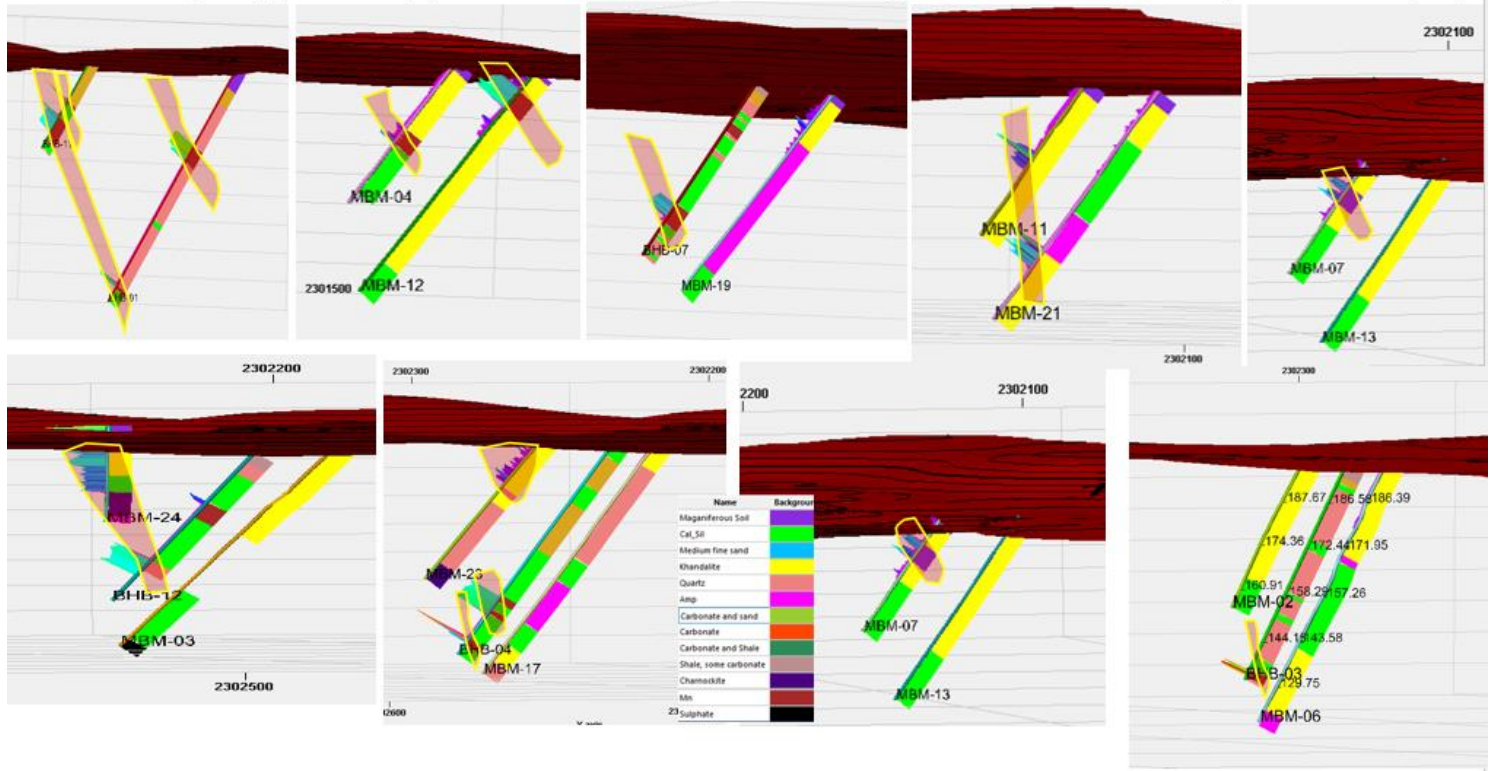 2302100
MBM-04
2301500
MBM-12
BHB-07
MBM-19
MBM-11
MBM-21
2302100
MBM-07
MBM-13
2302200
MBM-24
BHB-12
MBM-03
2302500
2302300
2302200
MBM-23
BHB-04
MBM-17
X axis
Name
Maganiferous Soil
Cal_Sil
Medium fine sand
Khandalite
Quartz
Amp
Carbonate and sand
Carbonate
Carbonate and Shale
Shale, some carbonate
Charnockite
Mn
Sulphate
2200
2302100
MBM-07
MBM-13
2302300
187.67
186.58
186.39
174.36
172.44
171.95
160.91
158.29
157.26
MBM-02
144.15
143.58
BHB-03
129.75
MBM-06